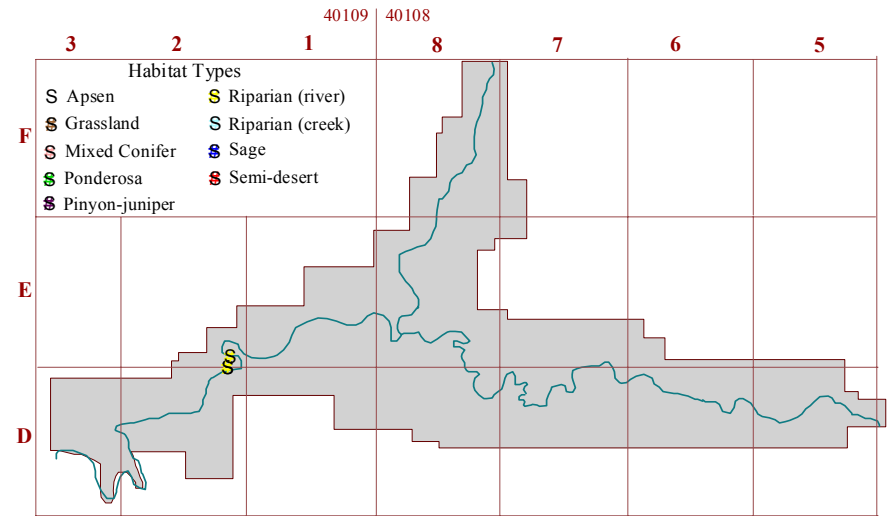 40109 40108
3 2 1 8 7 6 5
Habitat Types
S Apsen
S Riparian (river)
S Grassland
S Riparian (creek)
S Mixed Conifer
S Sage
S Ponderosa
S Semi-desert
S Pinyon-juniper
F
E
S
S
D